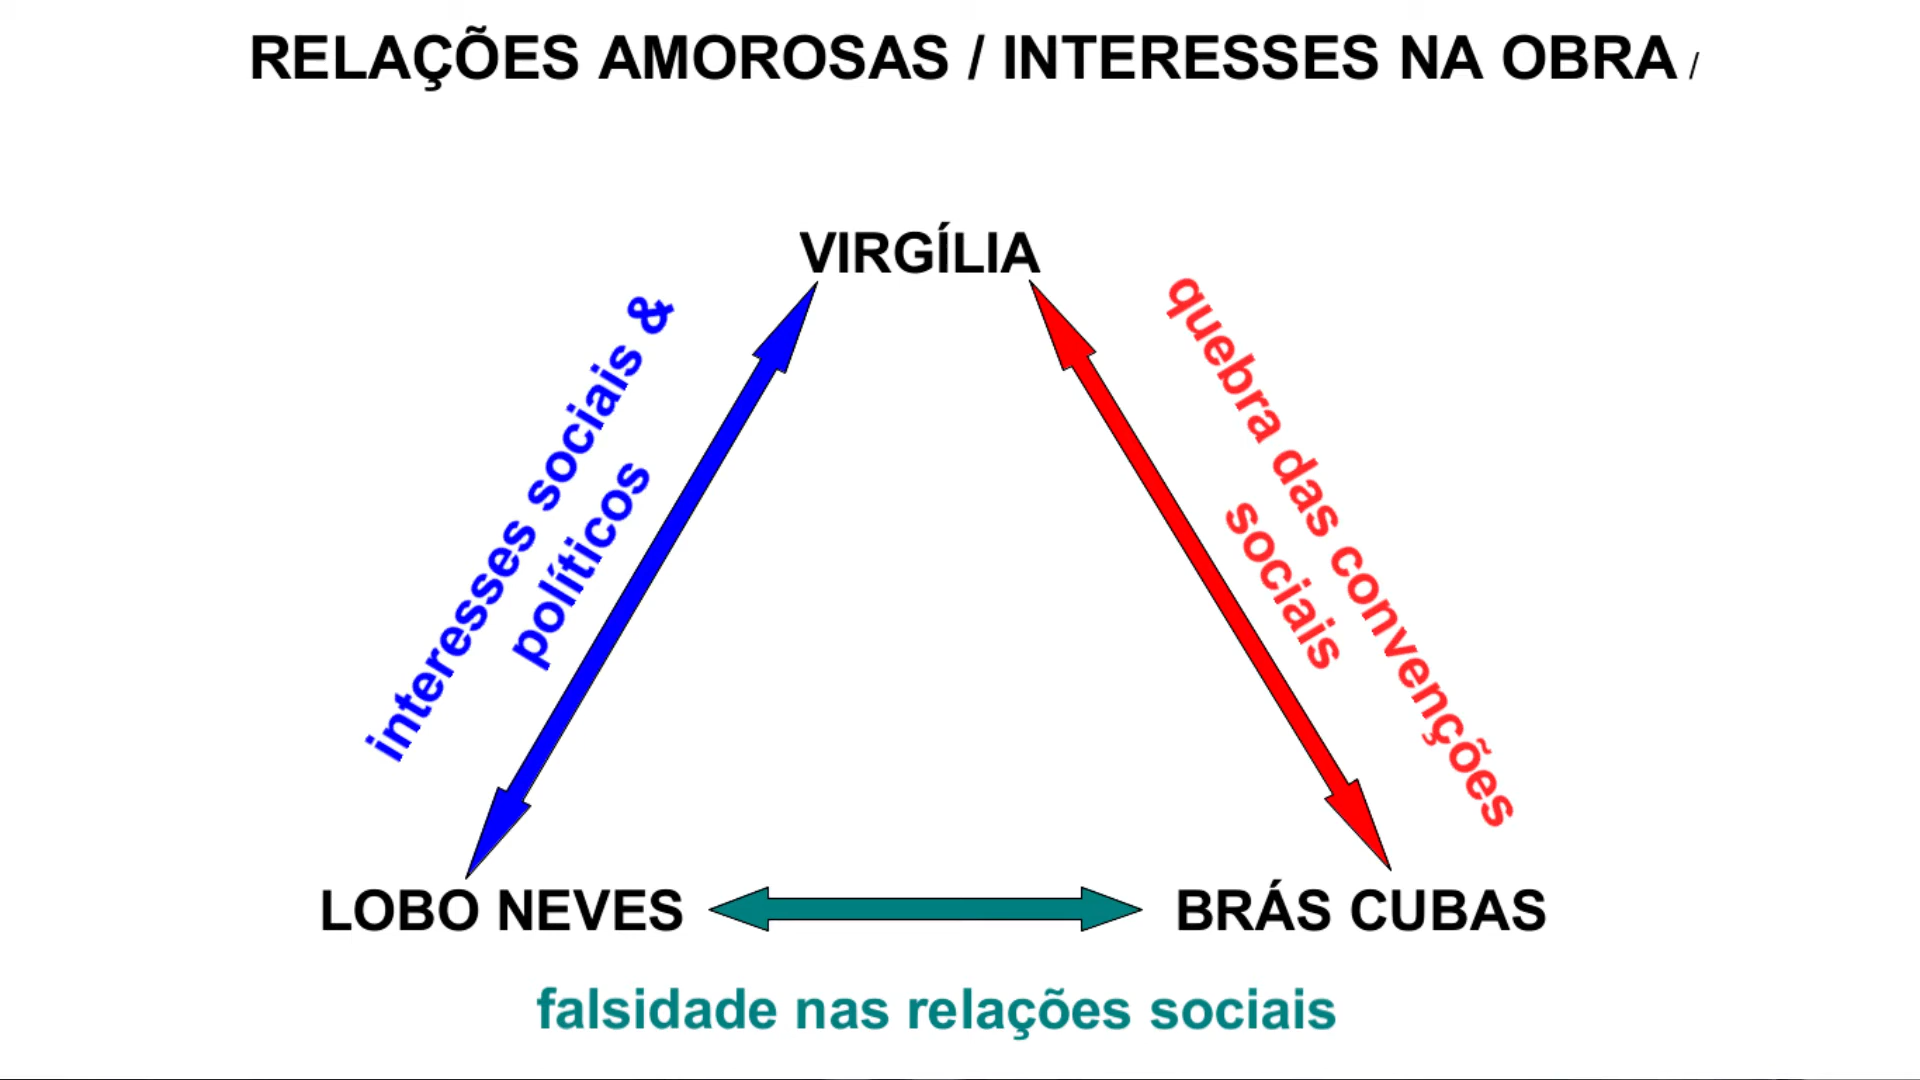 RELAÇÕES AMOROSAS / INTERESSES NA OBRA /
VIRGÍLIA
interesses sociais &
políticos
quebra das convenções
sociais
LOBO NEVES
BRÁS CUBAS
falsidade nas relações sociais